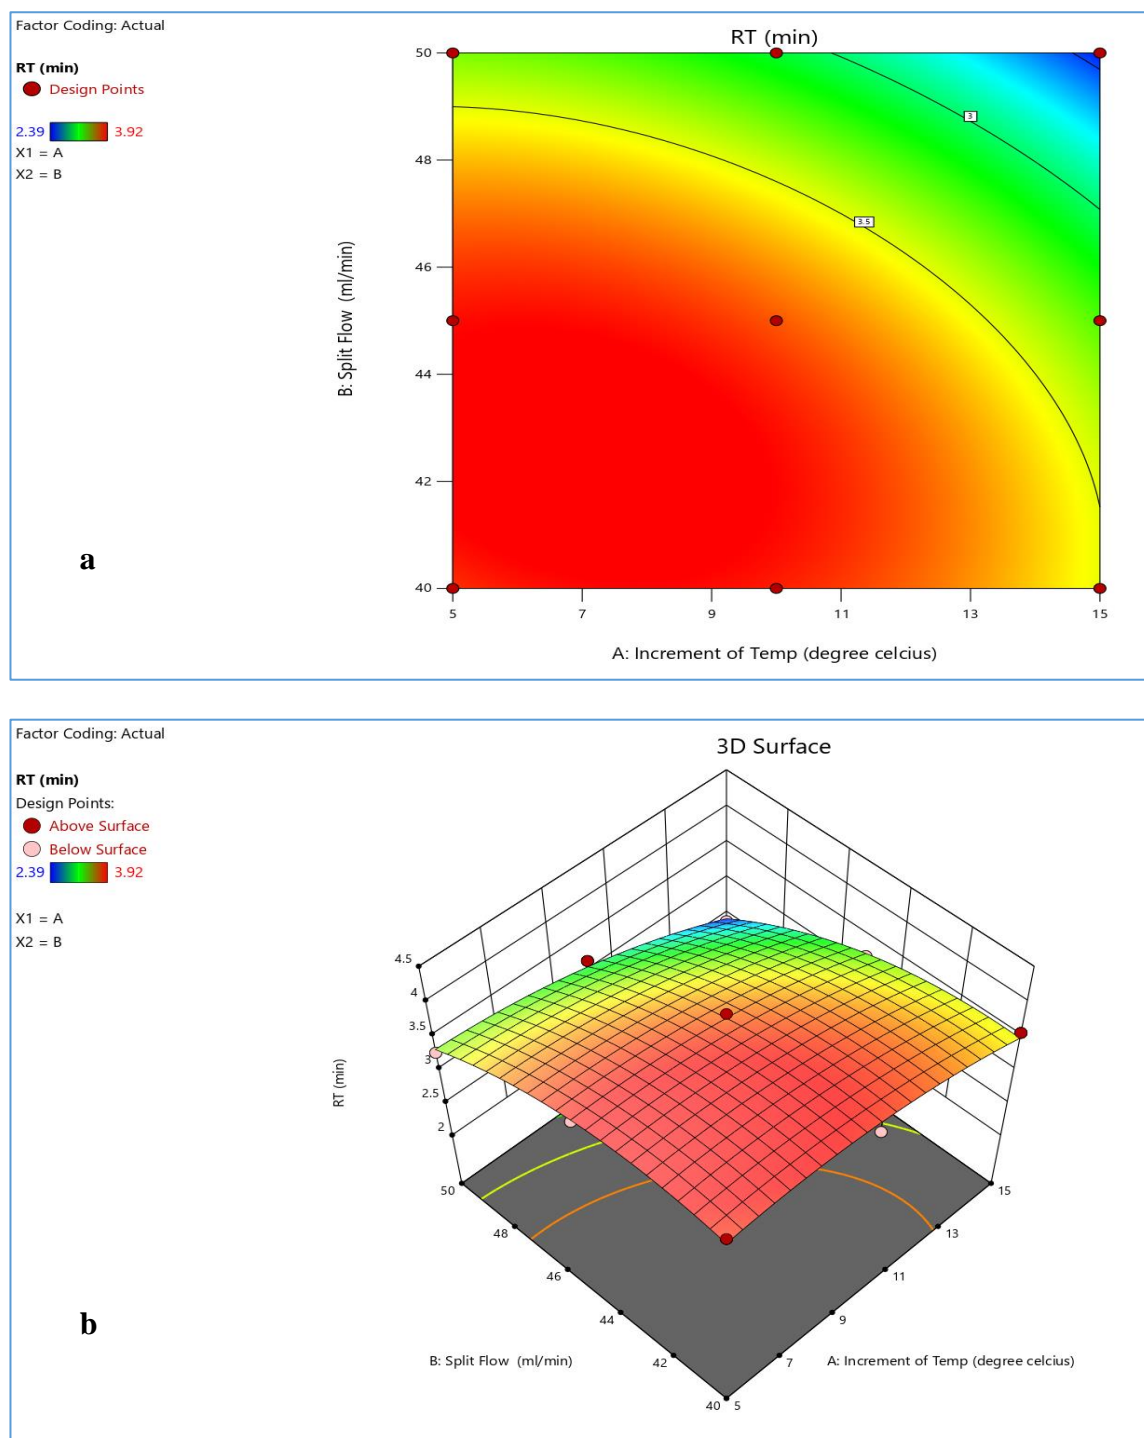 Factor Coding: Actual
RT (min)
Design Points
2.39 3.92
X1 = A
X2 = B
RT (min)
50
48
46
44
42
40
B: Split Flow (ml/min)
3
3.5
5 7 9 11 13 15
A: Increment of Temp (degree celcius)
a
Factor Coding: Actual
RT (min)
Design Points:
Above Surface
Below Surface
2.39 3.92
X1 = A
X2 = B
3D Surface
4.5
4
3.5
3
2.5
2
RT (min)
50
48
46
44
42
40
B: Split Flow (ml/min)
15
13
11
9
7
5
A: Increment of Temp (degree celcius)
b